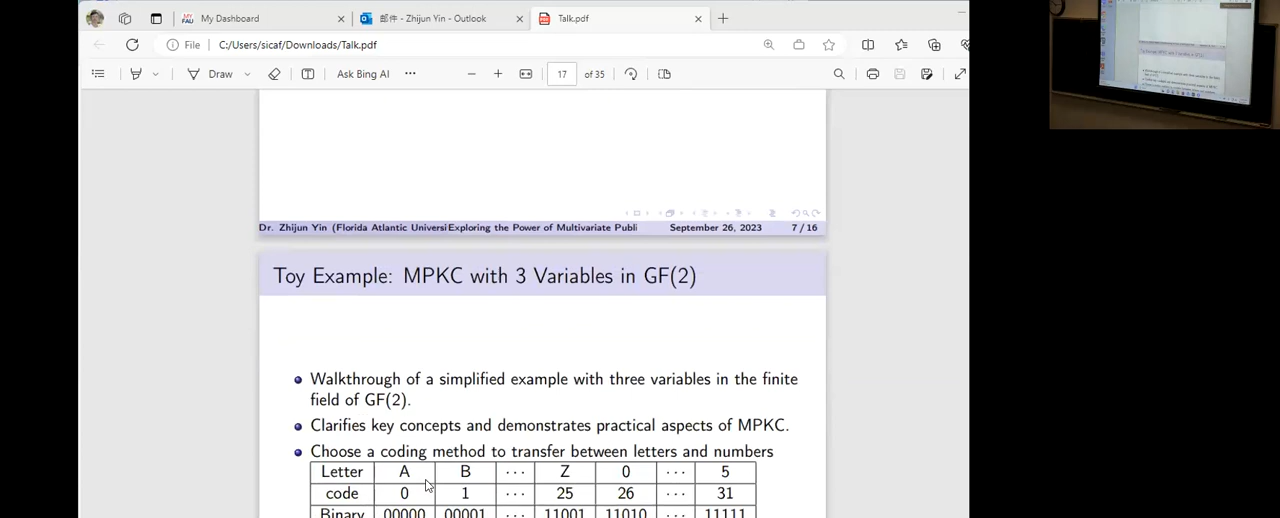 My Dashboard
邮件 - Zhijun Yin - Outlook
Talk.pdf
File C:/Users/sicaf/Downloads/Talk.pdf
Draw Ask Bing AI 17 of 35
Dr. Zhijun Yin (Florida Atlantic Universi Exploring the Power of Multivariate Publi September 26, 2023 7 / 16
Toy Example: MPKC with 3 Variables in GF(2)
Walkthrough of a simplified example with three variables in the finite
field of GF(2).
Clarifies key concepts and demonstrates practical aspects of MPKC.
Choose a coding method to transfer between letters and numbers
Letter A B ··· Z 0 ··· 5
code 0 1 ··· 25 26 ··· 31
Binary 00000 00001 ··· 11001 11010 ··· 11111